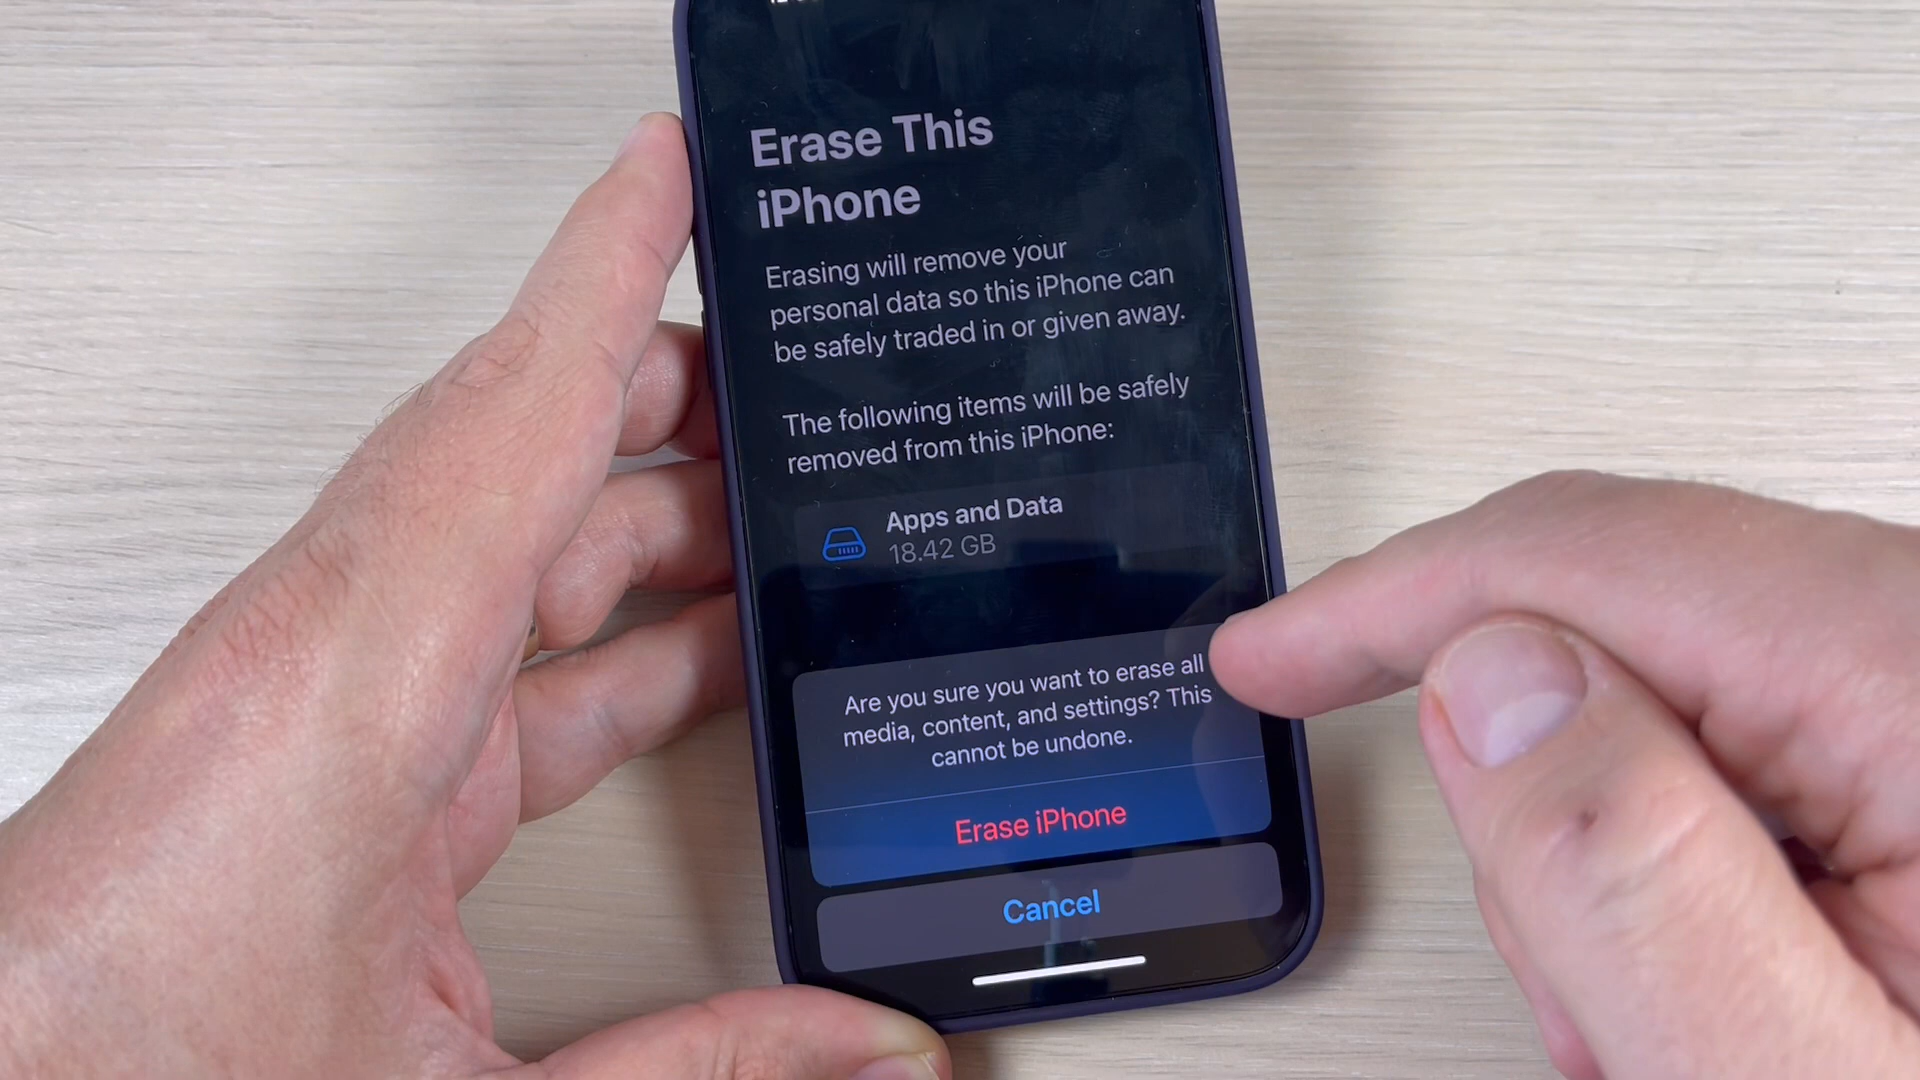 Erase This
iPhone
Erasing will remove your
personal data so this iPhone can
be safely traded in or given away.
The following items will be safely
removed from this iPhone:
Apps and Data
18.42 GB
Are you sure you want to erase all
media, content, and settings? This
cannot be undone.
Erase iPhone
Cancel